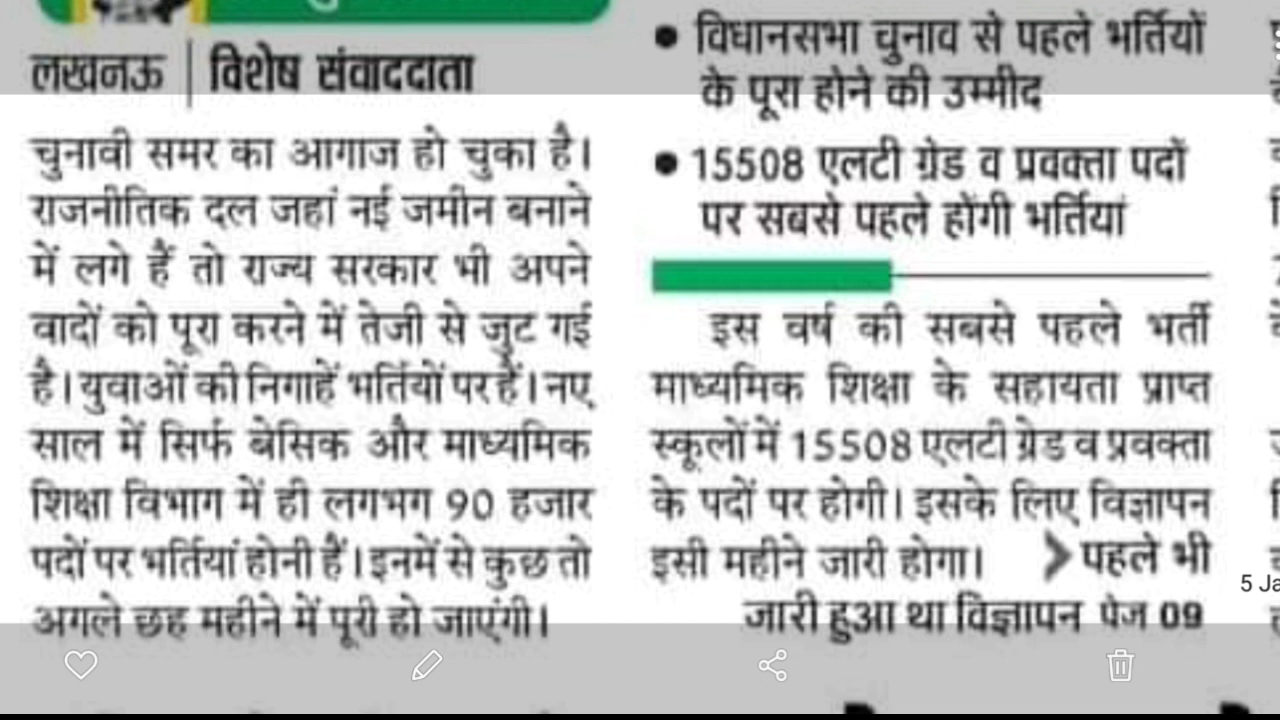 लखनऊ | विशेष संवाददाता
चुनावी समर का आगाज हो चुका है।
राजनीतिक दल जहां नई जमीन बनाने
में लगे हैं तो राज्य सरकार भी अपने
वादों को पूरा करने में तेजी से जुट गई
है। युवाओं की निगाहें भर्तियों पर हैं। नए
साल में सिर्फ बेसिक और माध्यमिक
शिक्षा विभाग में ही लगभग 90 हजार
पदों पर भर्तियां होनी हैं। इनमें से कुछ तो
अगले छह महीने में पूरी हो जाएंगी।
• विधानसभा चुनाव से पहले भर्तियों
के पूरा होने की उम्मीद
• 15508 एलटी ग्रेड व प्रवक्ता पदों
पर सबसे पहले होंगी भर्तियां
इस वर्ष की सबसे पहले भर्ती
माध्यमिक शिक्षा के सहायता प्राप्त
स्कूलों में 15508 एलटी ग्रेड व प्रवक्ता
के पदों पर होगी। इसके लिए विज्ञापन
इसी महीने जारी होगा। > पहले भी
जारी हुआ था विज्ञापन पेज 09
5 Ja